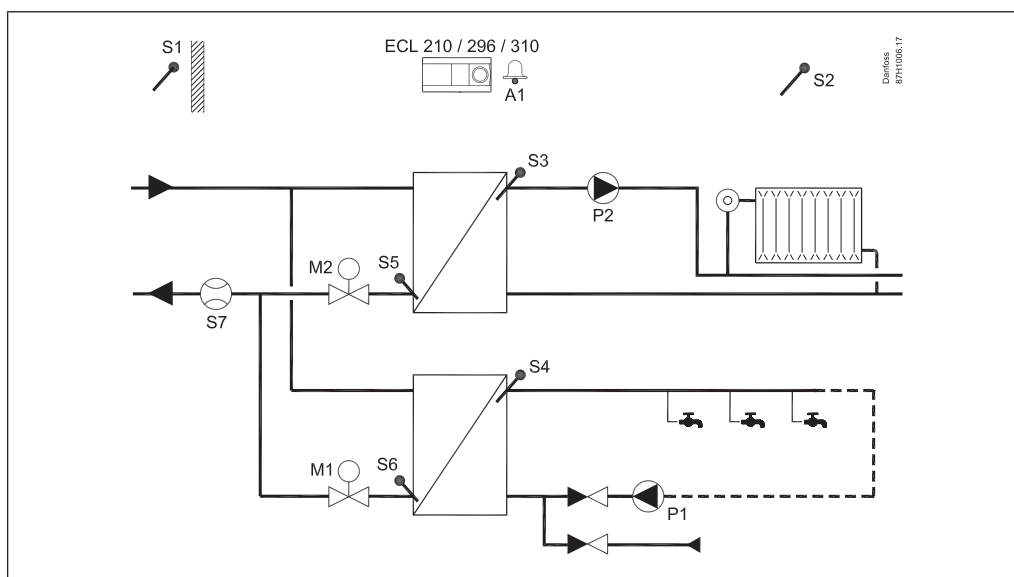 S1
ECL 210 / 296 / 310
A1
S2
Danfoss
87H1006.17
S3
P2
M2
S5
S7
S4
M1
S6
P1